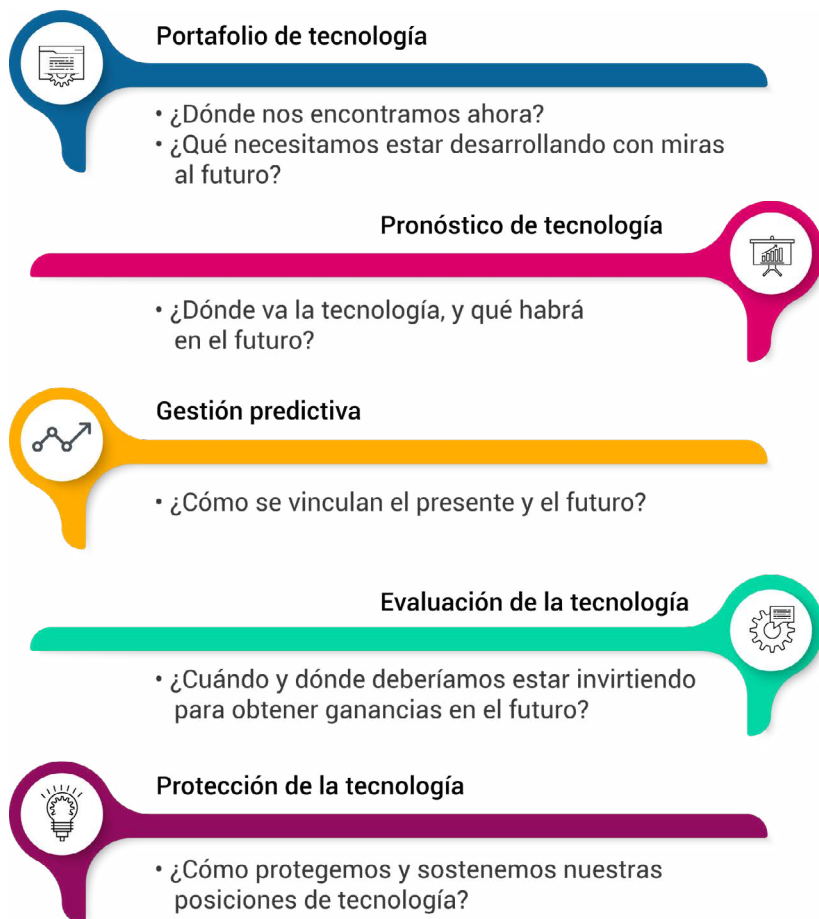 Portafolio de tecnología
• ¿Dónde nos encontramos ahora?
• ¿Qué necesitamos estar desarrollando con miras
al futuro?
Pronóstico de tecnología
• ¿Dónde va la tecnología, y qué habrá
en el futuro?
Gestión predictiva
• ¿Cómo se vinculan el presente y el futuro?
Evaluación de la tecnología
• ¿Cuándo y dónde deberíamos estar invirtiendo
para obtener ganancias en el futuro?
Protección de la tecnología
• ¿Cómo protegemos y sostenemos nuestras
posiciones de tecnología?